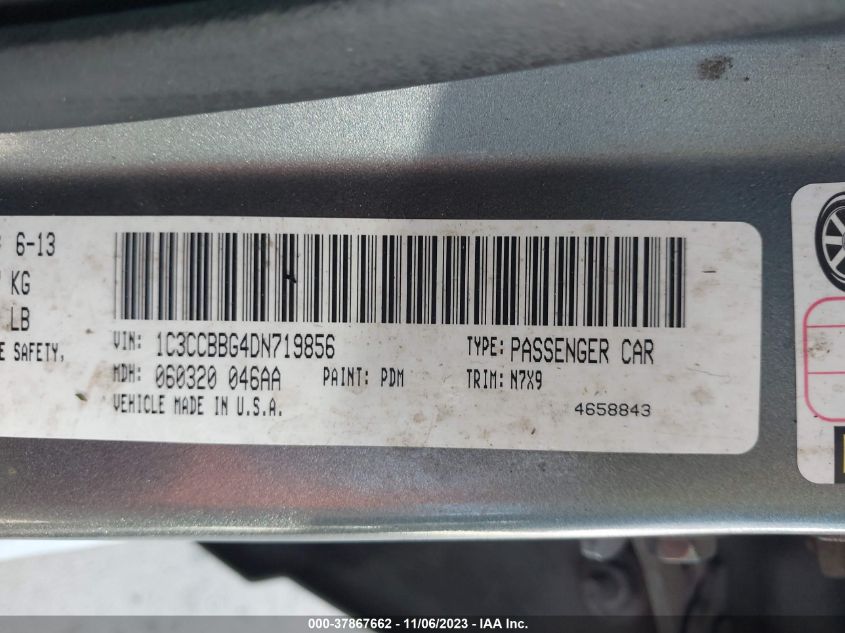 6-13
KG
LB
SAFETY.
VIN: 1C3CCBBG4DN719856 TYPE: PASSENGER CAR
MDH: 060320 046AA PAINT: PDM TRIM: N7X9
VEHICLE MADE IN U.S.A. 4658843
000-37867662 - 11/06/2023 - © IAA, Inc.